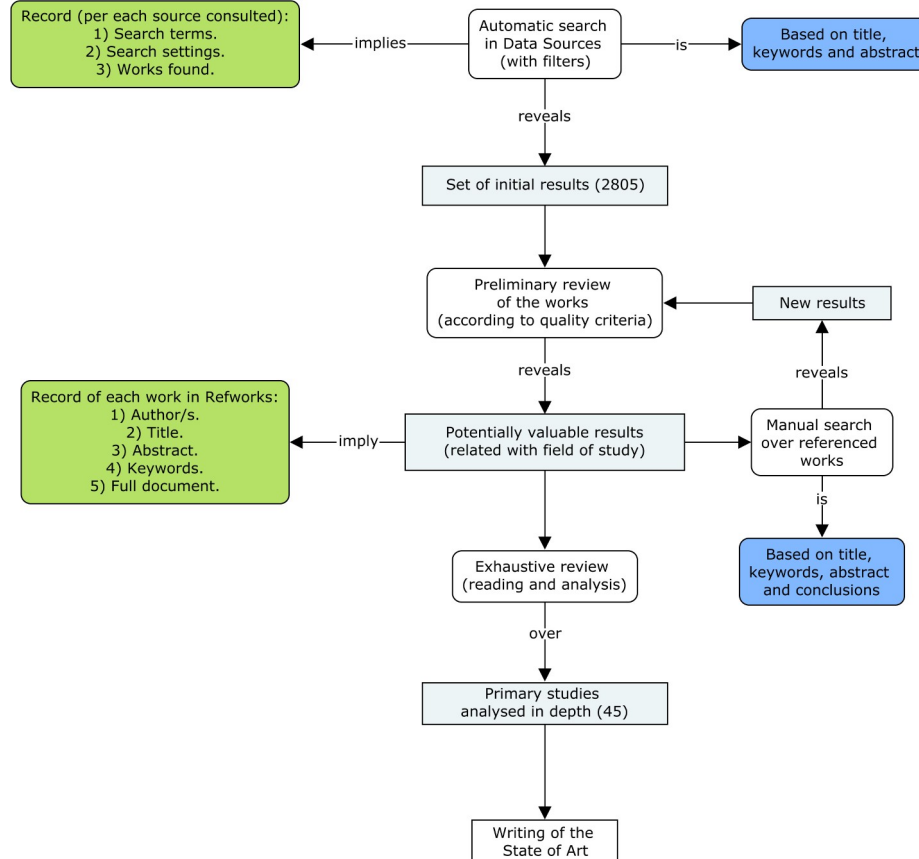 Record (per each source consulted):
1) Search terms.
2) Search settings.
3) Works found.
implies
Automatic search
in Data Sources
(with filters)
is
Based on title,
keywords and abstract
reveals
Set of initial results (2805)
Preliminary review
of the works
(according to quality criteria)
New results
reveals
reveals
Record of each work in Refworks:
1) Author/s.
2) Title.
3) Abstract.
4) Keywords.
5) Full document.
imply
Potentially valuable results
(related with field of study)
Manual search
over referenced
works
is
Based on title,
keywords, abstract
and conclusions
Exhaustive review
(reading and analysis)
over
Primary studies
analysed in depth (45)
Writing of the
State of Art